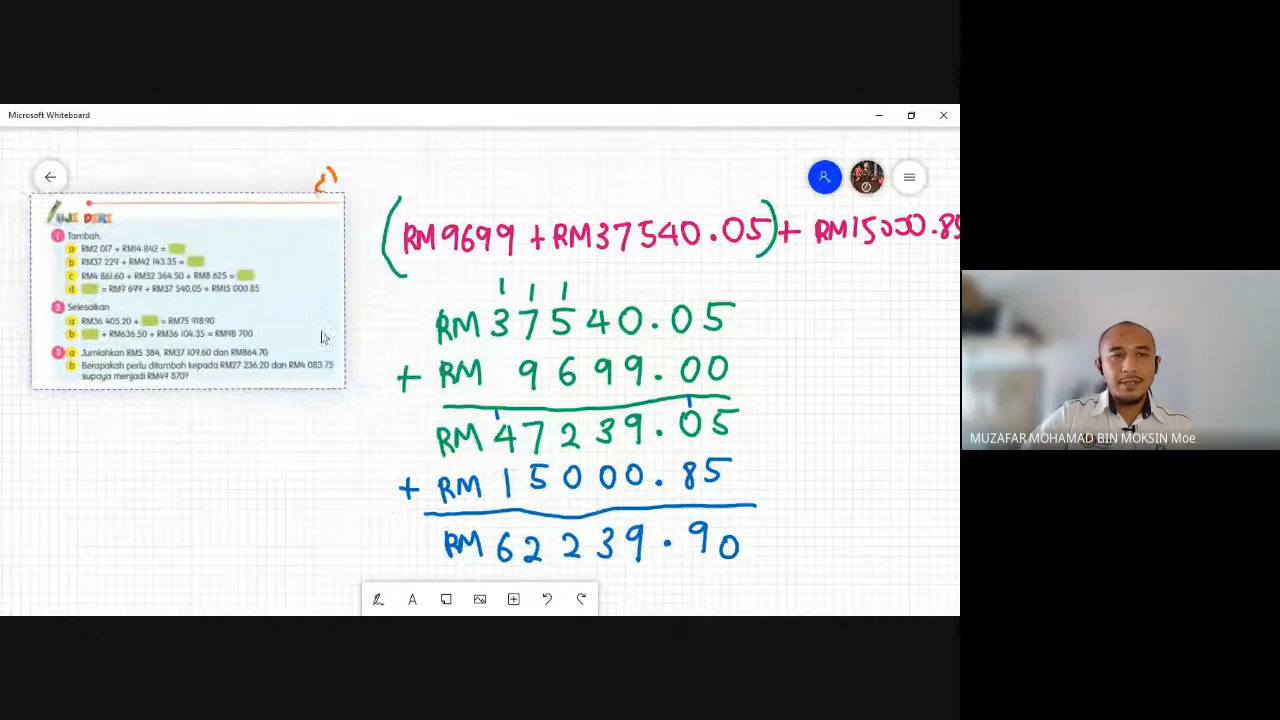 Microsoft Whiteboard
UJI DIRI
1 Tambah.
a RM2 017 + RM14 842 =
b RM37 229 + RM42 143.35 =
c RM4 861.60 + RM52 364.50 + RM8 625 =
d = RM9 699 + RM37 540.05 + RM15 000.85
2 Selesaikan
a RM36 405.20 + = RM75 918.90
b + RM636.50 + RM36 104.35 = RM98 700
3 a Jumlahkan RM5 384, RM37 109.60 dan RM864.70.
b Berapakah perlu ditambah kepada RM27 236.20 dan RM4 083.75
supaya menjadi RM49 870?
(RM9699 + RM37540.05) + RM15000.85
1 1 1
RM37540.05
+ RM 9699.00
1 1
RM47239.05
+ RM15000.85
RM62239.90
A
MUZAFAR MOHAMAD BIN MOKSIN Moe